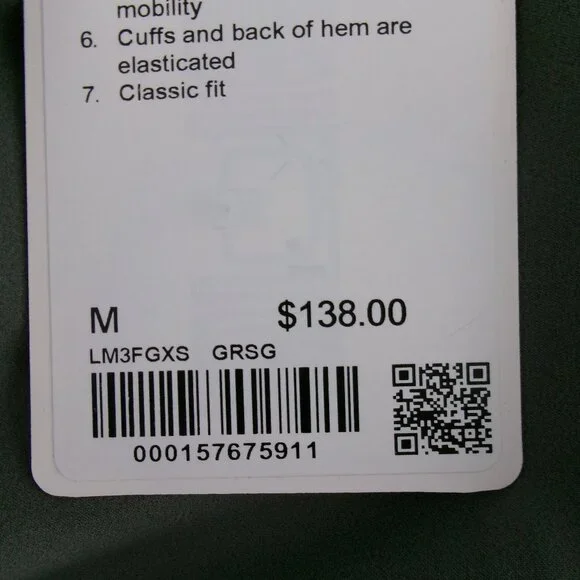 mobility
6. Cuffs and back of hem are
elasticated
7. Classic fit
M $138.00
LM3FGXS GRSG
000157675911